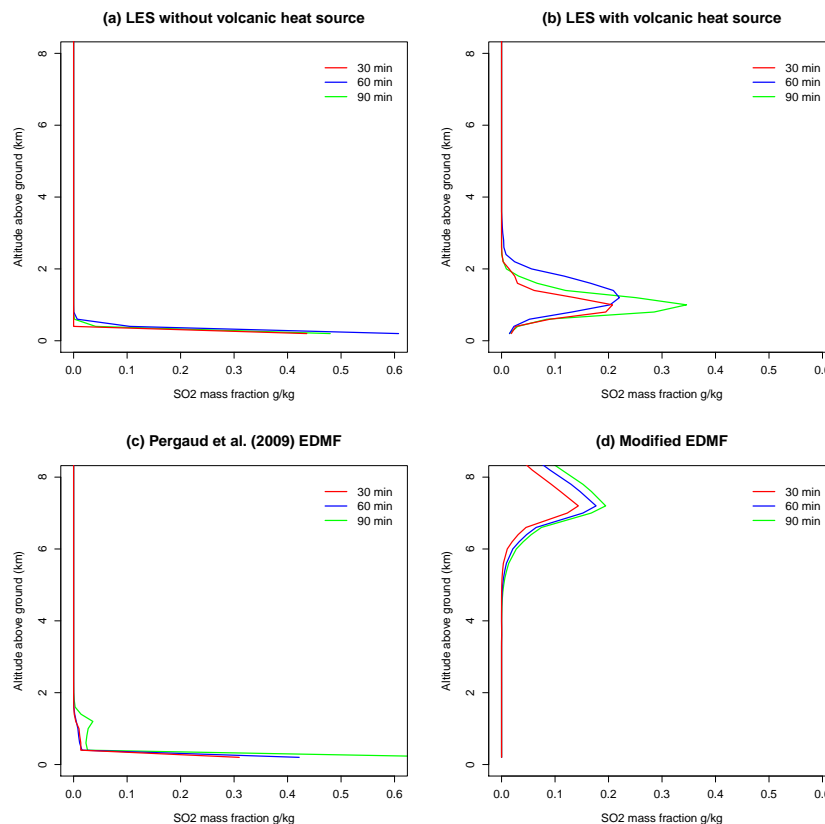 (a) LES without volcanic heat source
8
6
4
2
0
Altitude above ground (km)
30 min
60 min
90 min
0.0 0.1 0.2 0.3 0.4 0.5 0.6
SO2 mass fraction g/kg
(b) LES with volcanic heat source
8
6
4
2
0
Altitude above ground (km)
30 min
60 min
90 min
0.0 0.1 0.2 0.3 0.4 0.5 0.6
SO2 mass fraction g/kg
(c) Pergaud et al. (2009) EDMF
8
6
4
2
0
Altitude above ground (km)
30 min
60 min
90 min
0.0 0.1 0.2 0.3 0.4 0.5 0.6
SO2 mass fraction g/kg
(d) Modified EDMF
8
6
4
2
0
Altitude above ground (km)
30 min
60 min
90 min
0.0 0.1 0.2 0.3 0.4 0.5 0.6
SO2 mass fraction g/kg